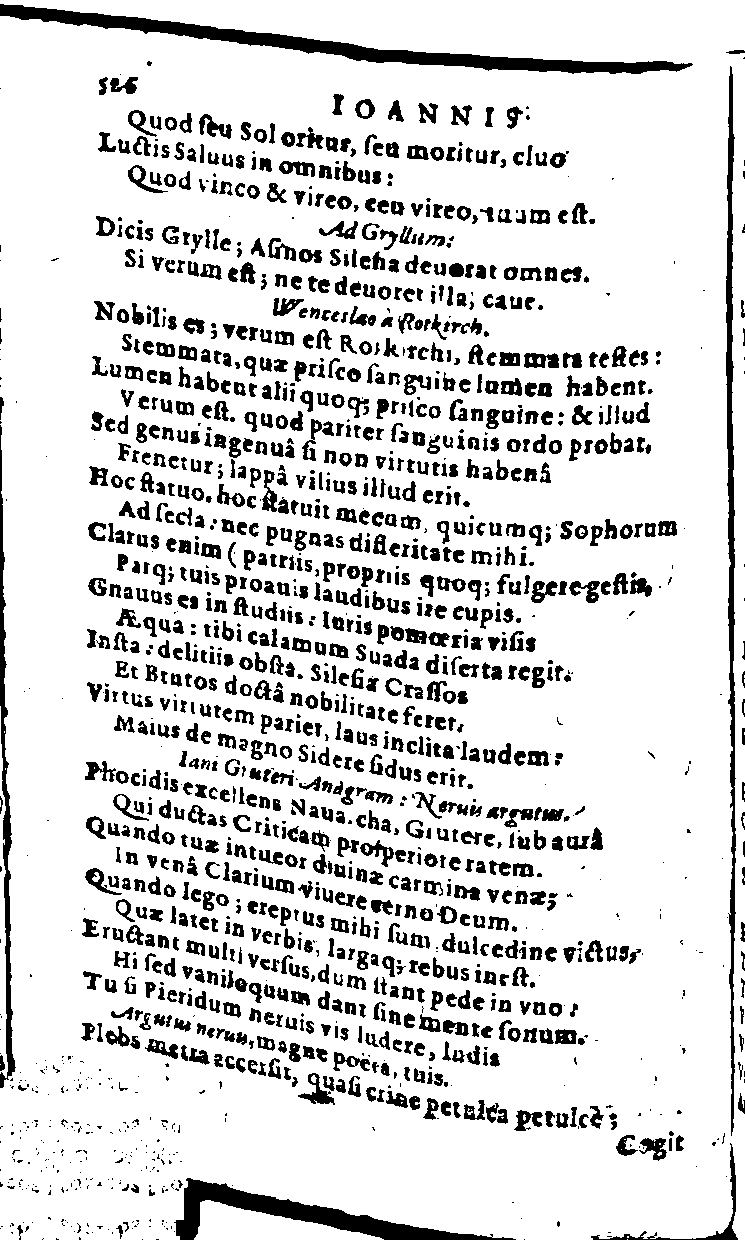 526
IOANNIS
Quod ſeu Sol oritur, ſeu moritur, cluo
Luctis Saluus in omnibus:
Quod vinco & vireo, ceu vireo, tuum eſt.
Ad Gryllum:
Dicis Grylle; Aſinos Sileſia deuorat omnes.
Si verum eſt; ne te deuoret illa, caue.
Wenceslao à Rotkirch.
Nobilis es; verum eſt Rotkirchi, ſtemmata teſtes:
Stemmata, quæ priſco ſanguine lumen habent.
Lumen habent alii quoq; priſco ſanguine: & illud
Verum eſt. quod pariter ſanguinis ordo probat.
Sed genus ingenuâ ſi non virtutis habenâ
Frenetur; lappâ vilius illud erit.
Hoc ſtatuo. hoc ſtatuit mecum, quicumq; Sophorum
Ad ſecla: nec pugnas diſſeritate mihi.
Clarus enim ( patriis, propriis quoq; fulgere geſtis,
Parq; tuis proauis laudibus ire cupis.
Gnauus es in ſtudiis: Iuris pomœria viſis
Æqua: tibi calamum Suada diſerta regit.
Inſta: delitiis obſta. Sileſiæ Craſſos
Et Brutos doctâ nobilitate feret.
Virtus virtutem pariet, laus inclita laudem:
Maius de magno Sidere ſidus erit.
Iani Gruteri Anagram: Neruis argutus.
Phocidis excellens Naua.cha, Grutere, ſub aurâ
Qui ductas Criticam proſperiote ratem.
Quando tuæ intueor diuinæ carmina venæ;
In venâ Clarium viuere verno Deum.
Quando lego; ereptus mihi ſum dulcedine victus,
Quæ latet in verbis, largaq; rebus ineſt.
Eructant multi verſus, dum ſtant pede in vno:
Hi ſed vaniloquum dant ſine mente ſonum.
Tu ſi Pieridum neruis vis ludere, ludis
Argutus neruis, magne poëta, tuis.
Plebs metra accerſit, quaſi crine petulca petulcè;
Cogit